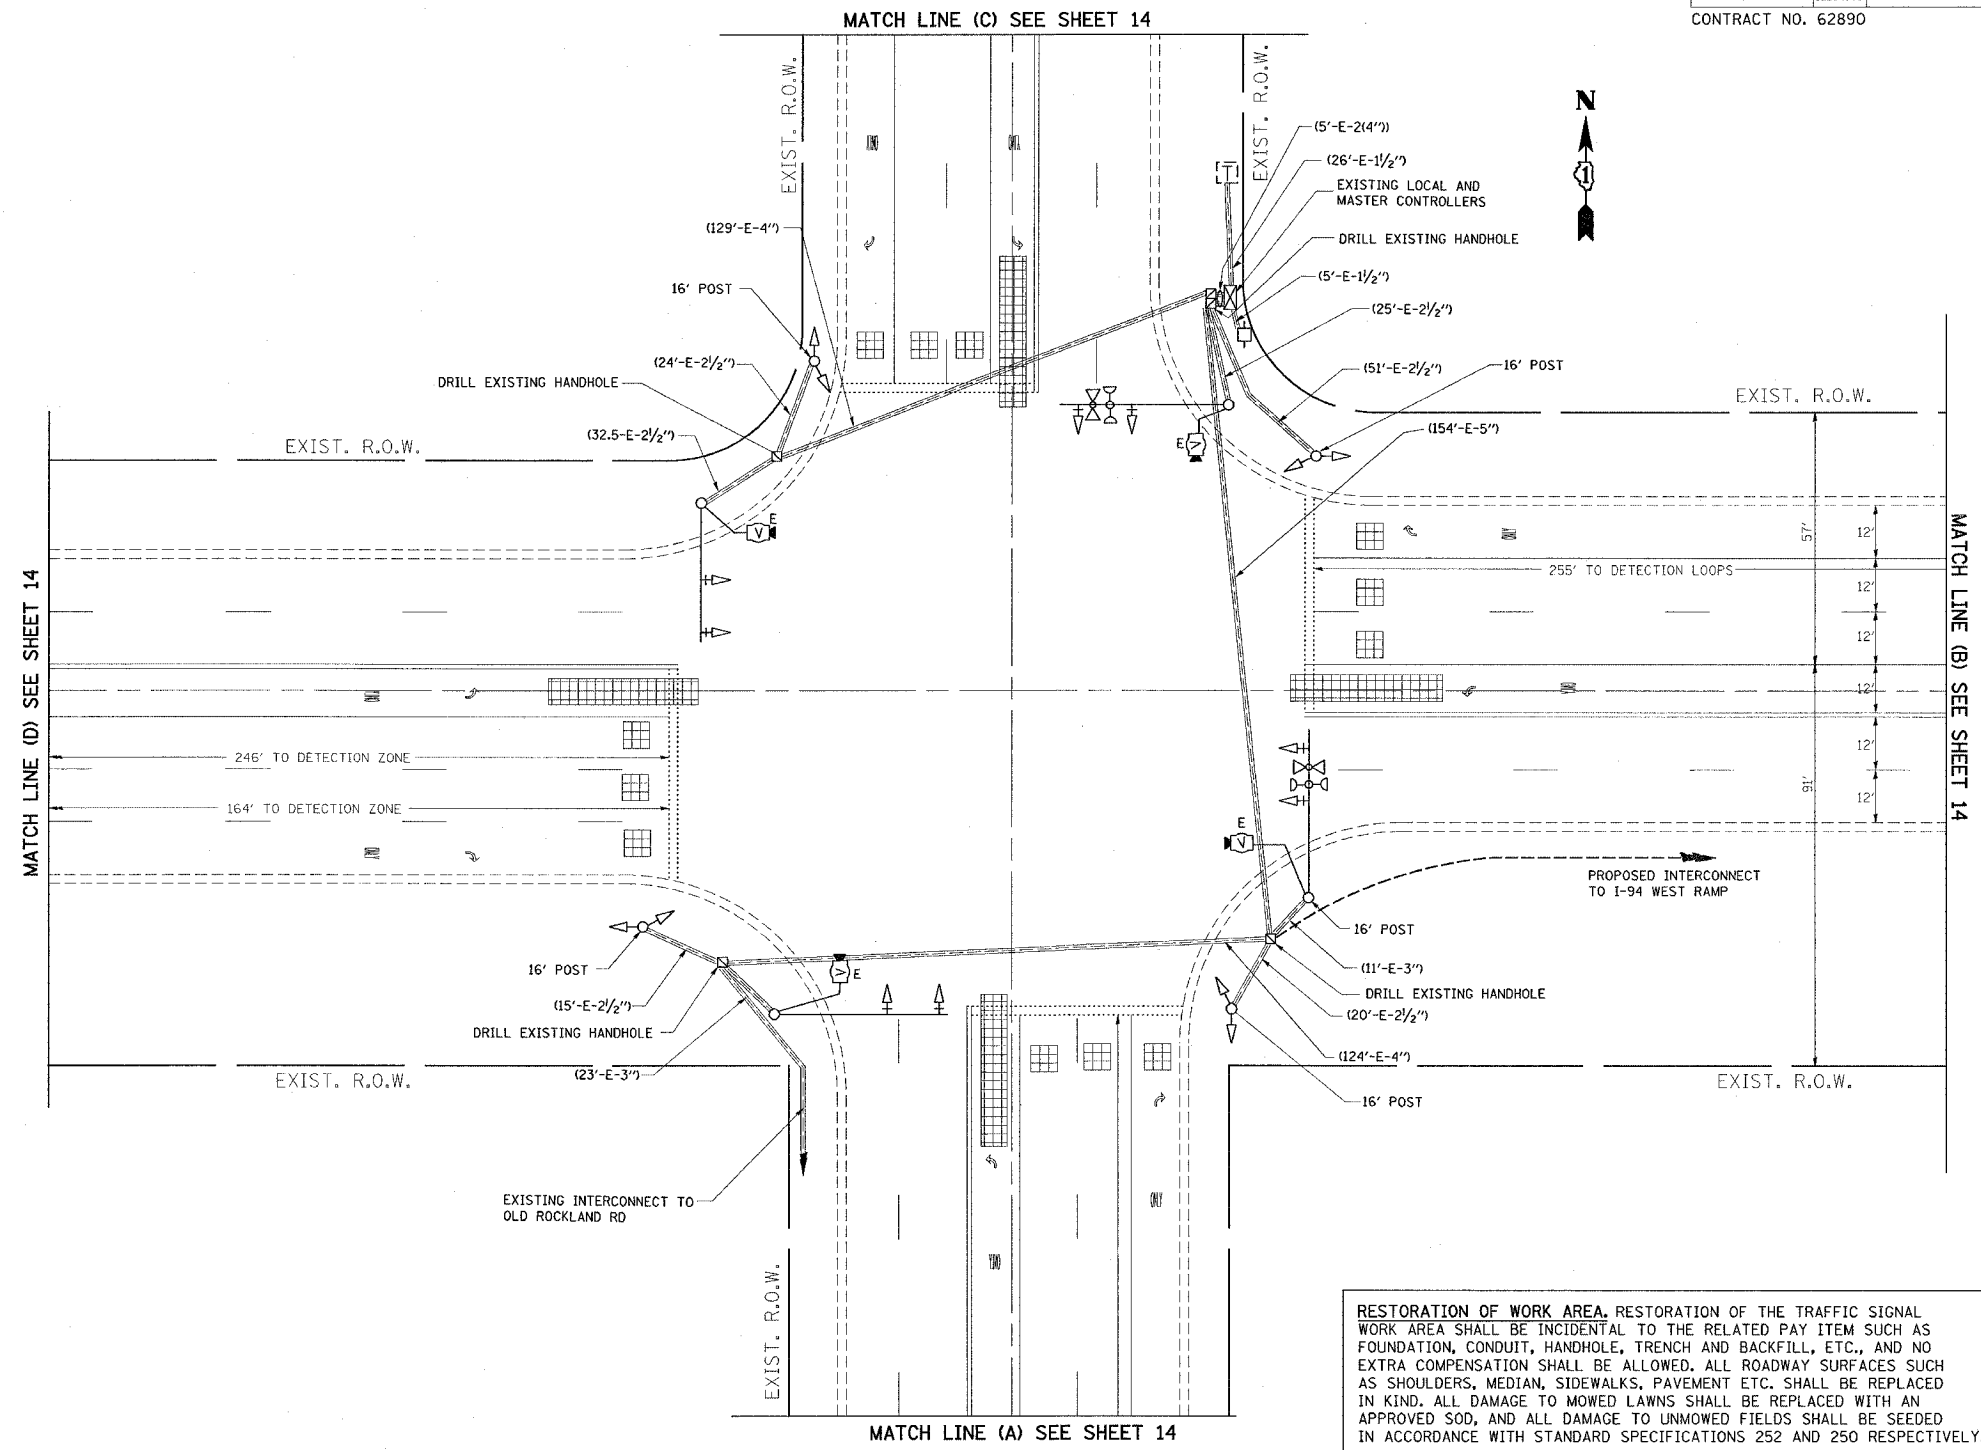 MATCH LINE (C) SEE SHEET 14
CONTRACT NO. 62890
N
1
EXIST. R.O.W.
EXIST. R.O.W.
(5'-E-2(4"))
(26'-E-1½")
EXISTING LOCAL AND
MASTER CONTROLLERS
DRILL EXISTING HANDHOLE
(5'-E-1½")
(25'-E-2½")
(51'-E-2½")
16' POST
(154'-E-5")
T
ONLY
ONLY
(129'-E-4")
16' POST
(24'-E-2½")
DRILL EXISTING HANDHOLE
(32.5-E-2½")
EXIST. R.O.W.
EXIST. R.O.W.
E
V
E
V
57'
12'
12'
12'
12'
12'
12'
91'
ONLY
ONLY
255' TO DETECTION LOOPS
MATCH LINE (B) SEE SHEET 14
MATCH LINE (D) SEE SHEET 14
ONLY
246' TO DETECTION ZONE
164' TO DETECTION ZONE
ONLY
E
V
PROPOSED INTERCONNECT
TO I-94 WEST RAMP
16' POST
(11'-E-3")
DRILL EXISTING HANDHOLE
(20'-E-2½")
(124'-E-4")
16' POST
16' POST
(15'-E-2½")
DRILL EXISTING HANDHOLE
(23'-E-3")
V
E
EXIST. R.O.W.
EXIST. R.O.W.
EXISTING INTERCONNECT TO
OLD ROCKLAND RD
ONLY
ONLY
EXIST. R.O.W.
MATCH LINE (A) SEE SHEET 14
RESTORATION OF WORK AREA. RESTORATION OF THE TRAFFIC SIGNAL
WORK AREA SHALL BE INCIDENTAL TO THE RELATED PAY ITEM SUCH AS
FOUNDATION, CONDUIT, HANDHOLE, TRENCH AND BACKFILL, ETC., AND NO
EXTRA COMPENSATION SHALL BE ALLOWED. ALL ROADWAY SURFACES SUCH
AS SHOULDERS, MEDIAN, SIDEWALKS, PAVEMENT ETC. SHALL BE REPLACED
IN KIND. ALL DAMAGE TO MOWED LAWNS SHALL BE REPLACED WITH AN
APPROVED SOD, AND ALL DAMAGE TO UNMOWED FIELDS SHALL BE SEEDED
IN ACCORDANCE WITH STANDARD SPECIFICATIONS 252 AND 250 RESPECTIVELY